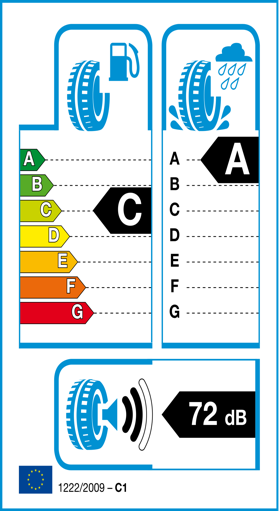 A A A
B B
C C C
D D
E E
F F
G G
72 dB
1222/2009 – C1